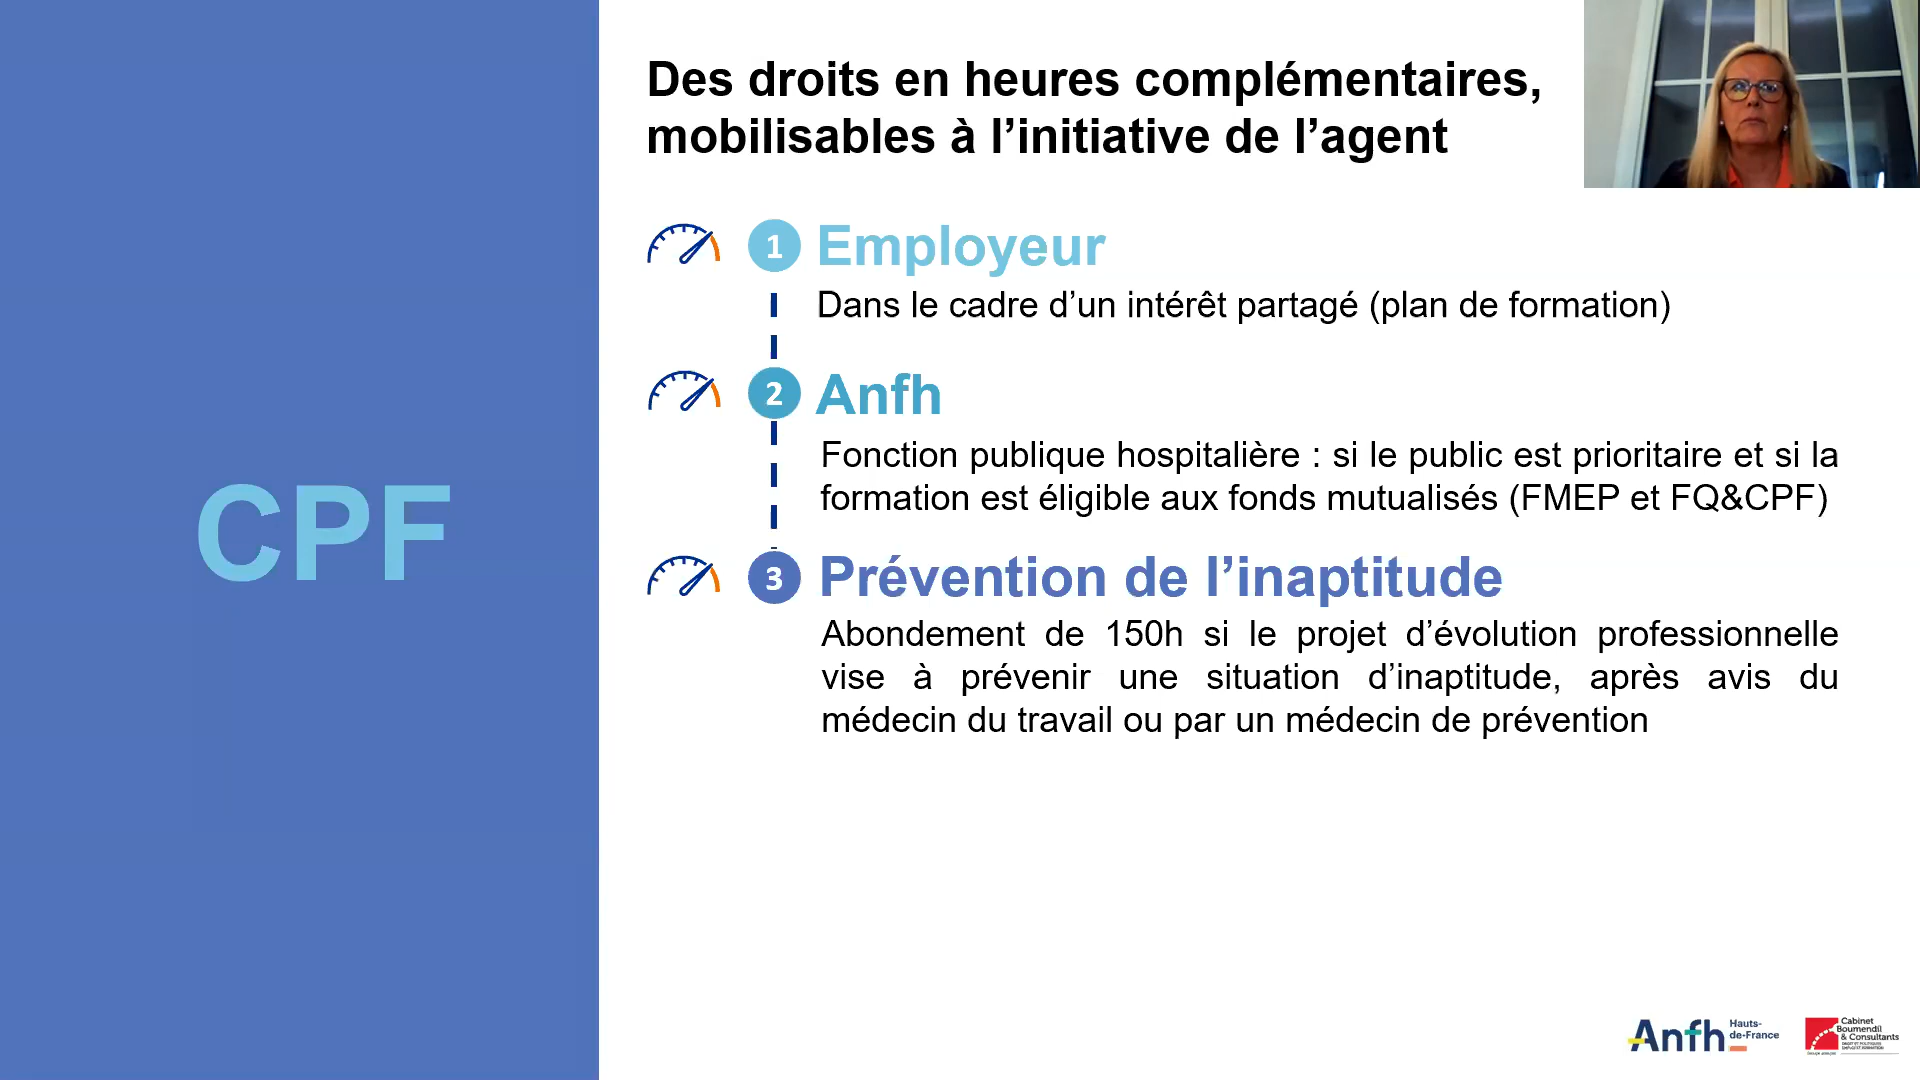 CPF
Des droits en heures complémentaires,
mobilisables à l’initiative de l’agent
1 Employeur
Dans le cadre d’un intérêt partagé (plan de formation)
2 Anfh
Fonction publique hospitalière : si le public est prioritaire et si la
formation est éligible aux fonds mutualisés (FMEP et FQ&CPF)
3 Prévention de l’inaptitude
Abondement de 150h si le projet d’évolution professionnelle
vise à prévenir une situation d’inaptitude, après avis du
médecin du travail ou par un médecin de prévention
Anfh
Hauts-
de-France
Cabinet
Boumendil
& Consultants